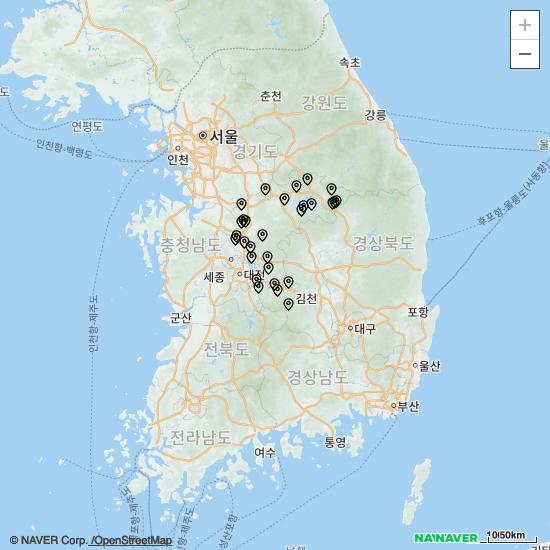 +
−
속초
춘천
강원도
강릉
도
연평도
서울
울
인천항-백령도
경기도
인천
후포항-울릉도(사동항)
충청남도
경상북도
세종
대전
김천
인천항-제주도
군산
포항
대구
전북도
울산
경상남도
부산
전라남도
통영
여수
© NAVER Corp. /OpenStreetMap
NAVER
10/50km